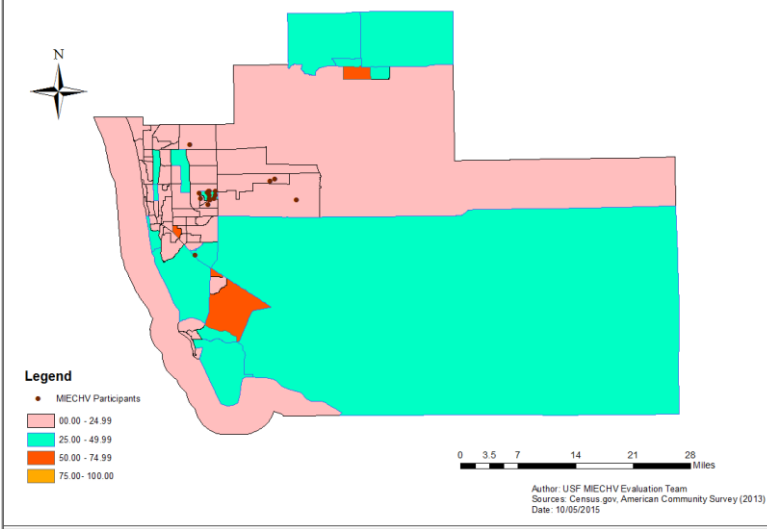 N
Legend
MIECHV Participants
00.00 - 24.99
25.00 - 49.99
50.00 - 74.99
75.00- 100.00
0 3.5 7 14 21 28
Miles
Author: USF MIECHV Evaluation Team
Sources: Census.gov, American Community Survey (2013)
Date: 10/05/2015